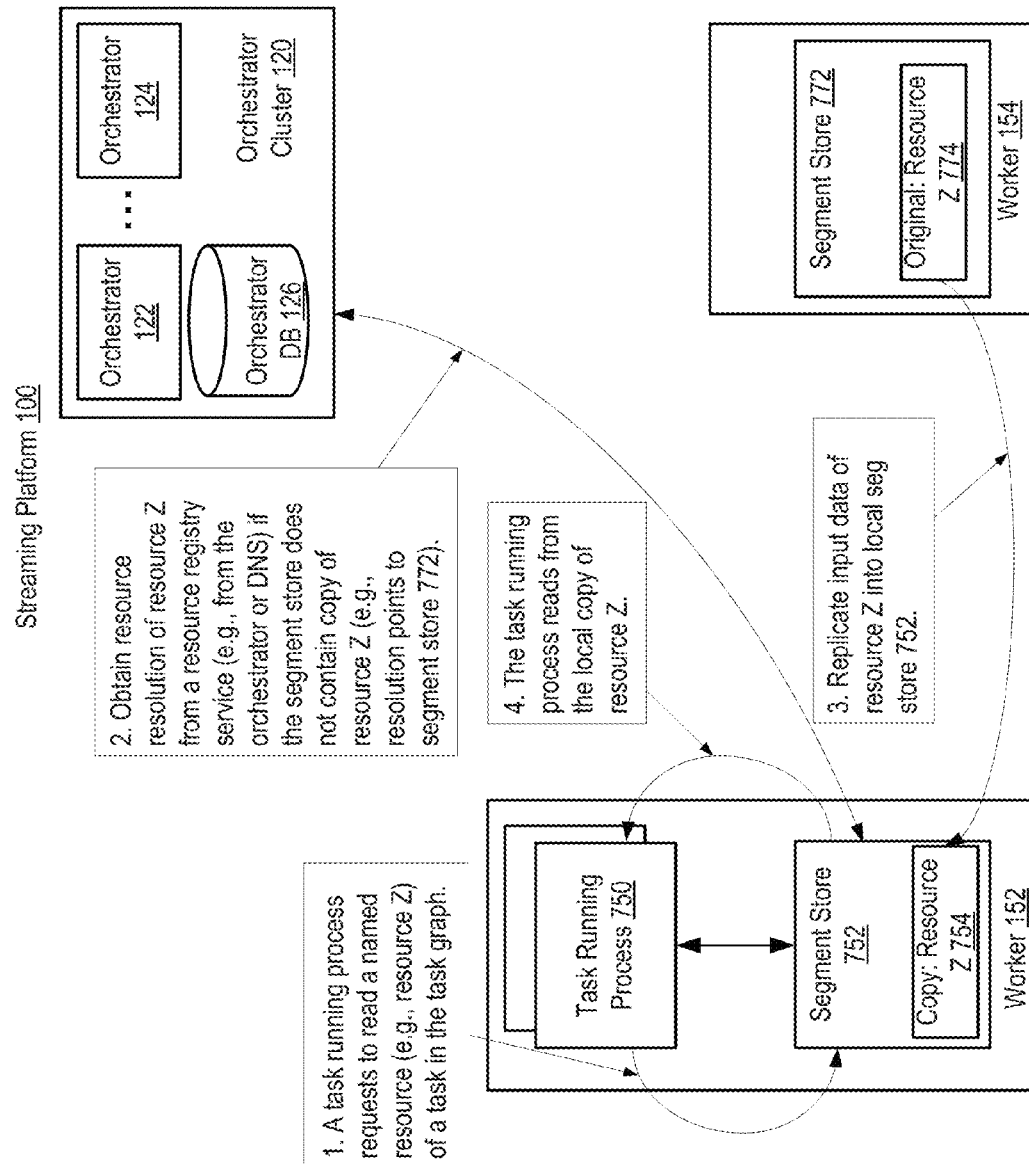 Streaming Platform 100
Orchestrator
122
Orchestrator
124
Orchestrator
DB 126
Orchestrator
Cluster 120
1. A task running process
requests to read a named
resource (e.g., resource Z)
of a task in the task graph.
2. Obtain resource
resolution of resource Z
from a resource registry
service (e.g., from the
orchestrator or DNS) if
the segment store does
not contain copy of
resource Z (e.g.,
resolution points to
segment store 772).
4. The task running
process reads from
the local copy of
resource Z.
3. Replicate input data of
resource Z into local seg
store 752.
Task Running
Process 750
Segment Store
752
Copy: Resource
Z 754
Worker 152
Segment Store 772
Original: Resource
Z 774
Worker 154